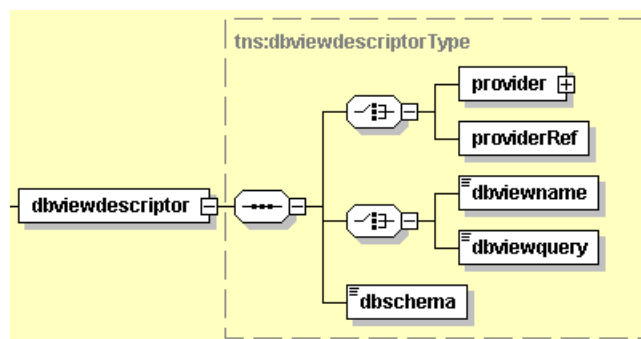 tns:dbviewdescriptorType
provider
providerRef
dbviewdescriptor
dbviewname
dbviewquery
dbschema